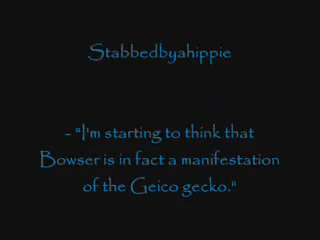 Stabbedbyahippie
- "I'm starting to think that
Bowser is in fact a manifestation
of the Geico gecko."